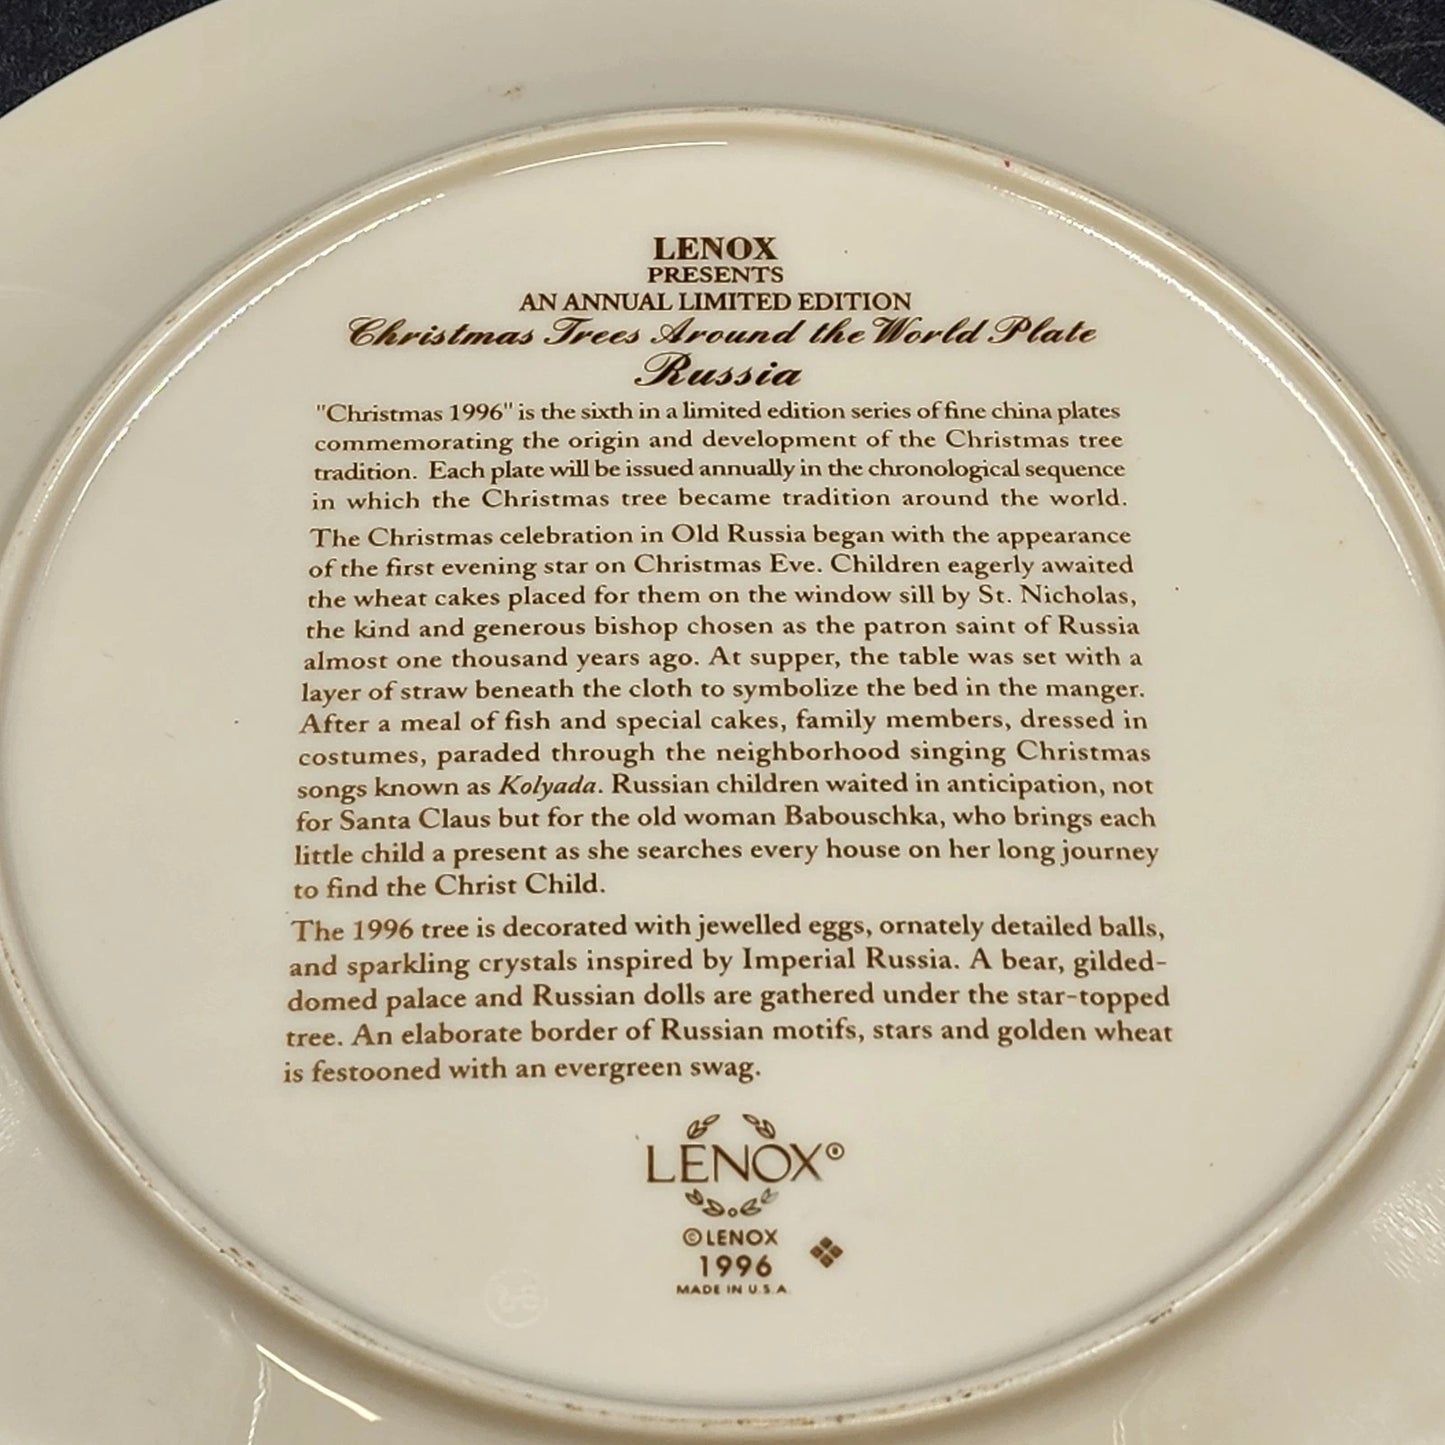 LENOX
PRESENTS
AN ANNUAL LIMITED EDITION
Christmas Trees Around the World Plate
Russia
"Christmas 1996" is the sixth in a limited edition series of fine china plates
commemorating the origin and development of the Christmas tree
tradition. Each plate will be issued annually in the chronological sequence
in which the Christmas tree became tradition around the world.
The Christmas celebration in Old Russia began with the appearance
of the first evening star on Christmas Eve. Children eagerly awaited
the wheat cakes placed for them on the window sill by St. Nicholas,
the kind and generous bishop chosen as the patron saint of Russia
almost one thousand years ago. At supper, the table was set with a
layer of straw beneath the cloth to symbolize the bed in the manger.
After a meal of fish and special cakes, family members, dressed in
costumes, paraded through the neighborhood singing Christmas
songs known as Kolyada. Russian children waited in anticipation, not
for Santa Claus but for the old woman Babouschka, who brings each
little child a present as she searches every house on her long journey
to find the Christ Child.
The 1996 tree is decorated with jewelled eggs, ornately detailed balls,
and sparkling crystals inspired by Imperial Russia. A bear, gilded-
domed palace and Russian dolls are gathered under the star-topped
tree. An elaborate border of Russian motifs, stars and golden wheat
is festooned with an evergreen swag.
LENOX®
© LENOX
1996
MADE IN U.S.A.